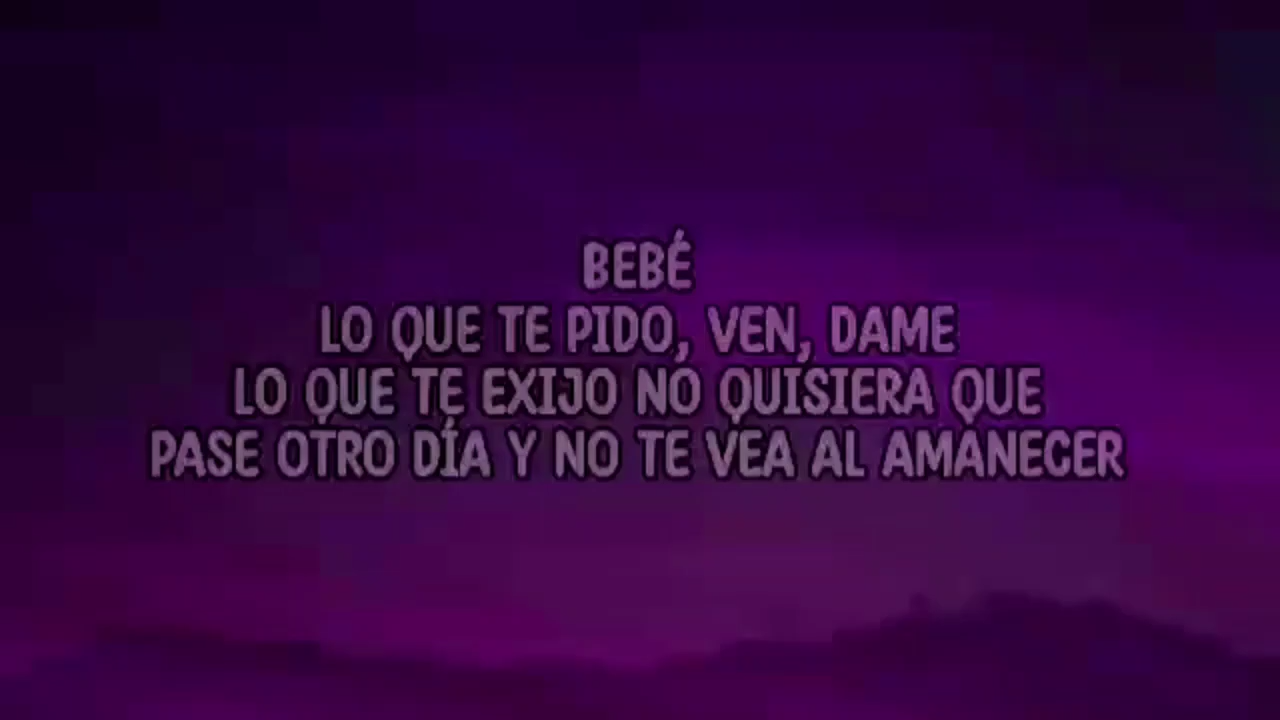 BEBÉ
LO QUE TE PIDO, VEN, DAME
LO QUE TE EXIJO NO QUISIERA QUE
PASE OTRO DÍA Y NO TE VEA AL AMANECER